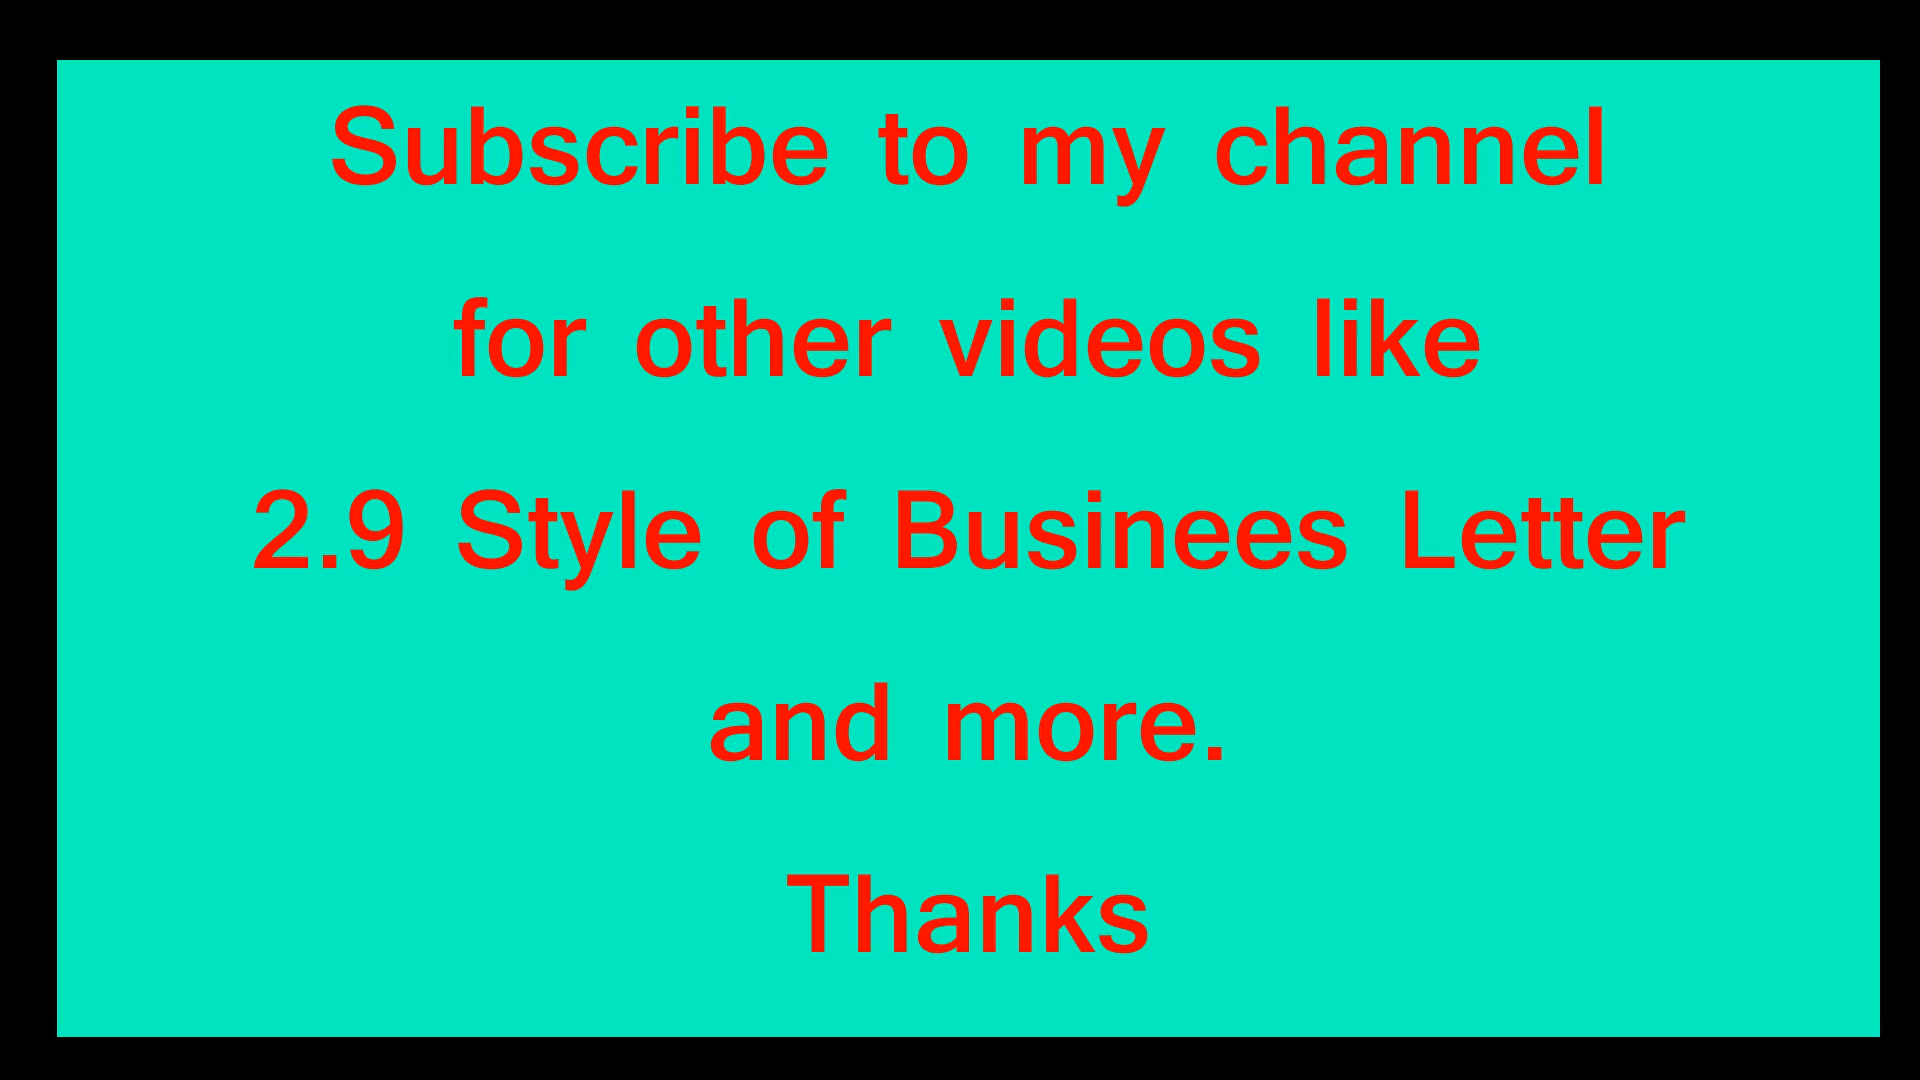 Subscribe to my channel
for other videos like
2.9 Style of Businees Letter
and more.
Thanks